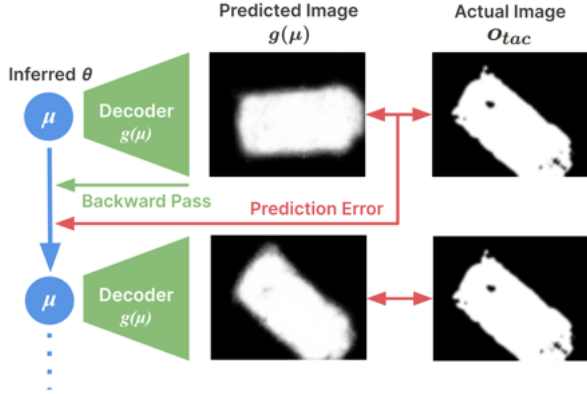 Predicted Image
g(μ)
Actual Image
o_tac
Inferred θ
μ
Decoder
g(μ)
Backward Pass
Prediction Error
μ
Decoder
g(μ)